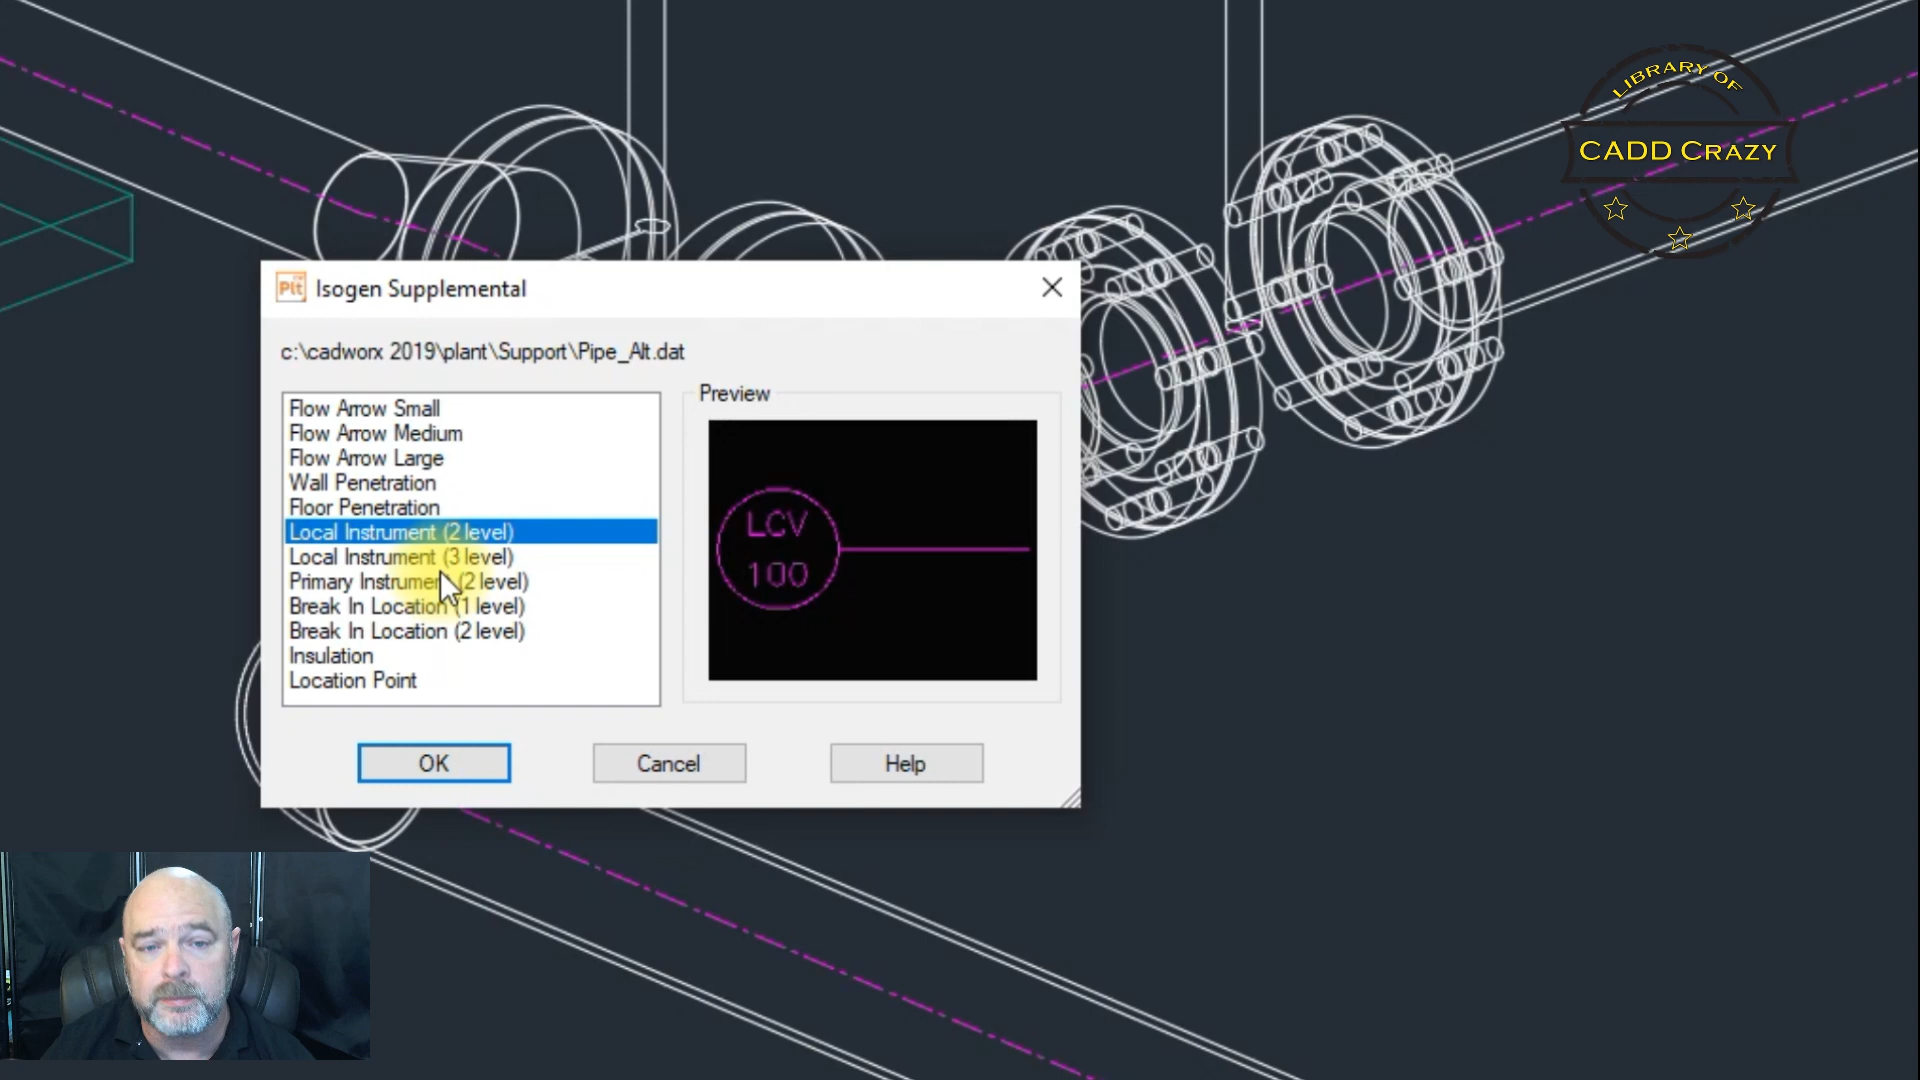 LIBRARY OF
CADD CRAZY
Plt
Isogen Supplemental
c:\cadworx 2019\plant\Support\Pipe_Alt.dat
Flow Arrow Small
Flow Arrow Medium
Flow Arrow Large
Wall Penetration
Floor Penetration
Local Instrument (2 level)
Local Instrument (3 level)
Primary Instrument (2 level)
Break In Location (1 level)
Break In Location (2 level)
Insulation
Location Point
Preview
LCV
100
OK
Cancel
Help